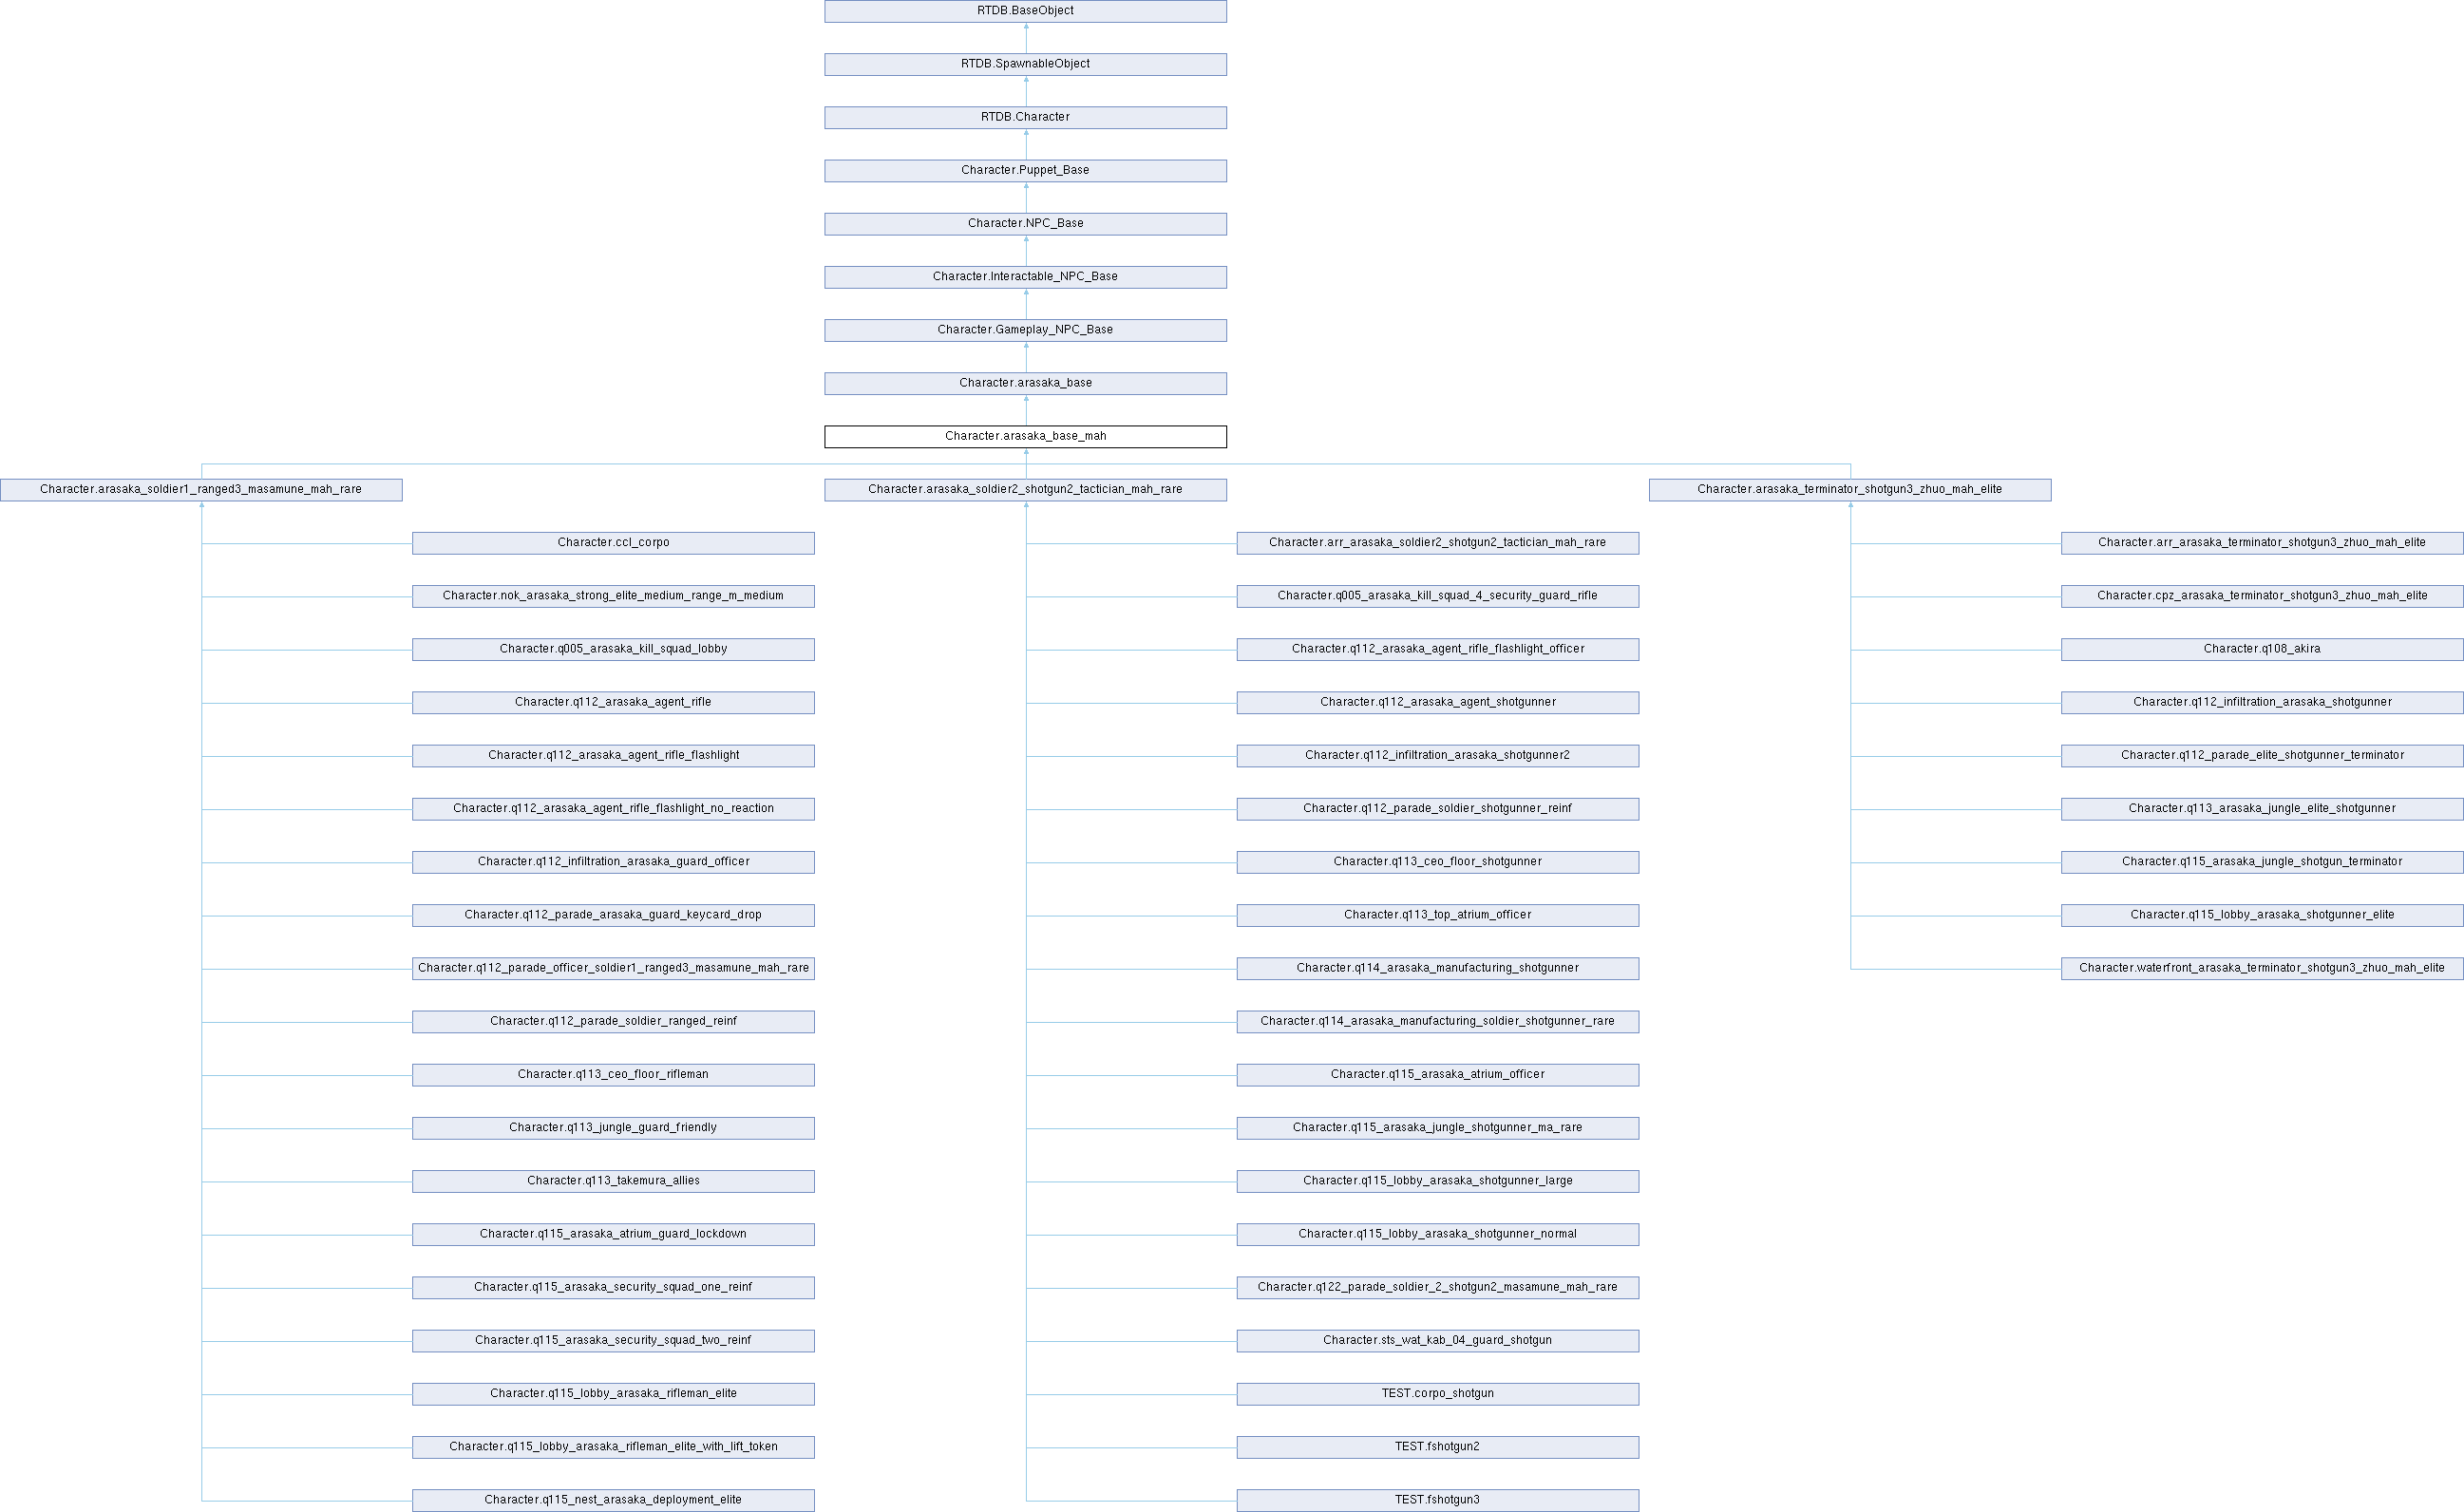 RTDB.BaseObject
RTDB.SpawnableObject
RTDB.Character
Character.Puppet_Base
Character.NPC_Base
Character.Interactable_NPC_Base
Character.Gameplay_NPC_Base
Character.arasaka_base
Character.arasaka_base_mah
Character.arasaka_soldier1_ranged3_masamune_mah_rare
Character.arasaka_soldier2_shotgun2_tactician_mah_rare
Character.arasaka_terminator_shotgun3_zhuo_mah_elite
Character.ccl_corpo
Character.nok_arasaka_strong_elite_medium_range_m_medium
Character.q005_arasaka_kill_squad_lobby
Character.q112_arasaka_agent_rifle
Character.q112_arasaka_agent_rifle_flashlight
Character.q112_arasaka_agent_rifle_flashlight_no_reaction
Character.q112_infiltration_arasaka_guard_officer
Character.q112_parade_arasaka_guard_keycard_drop
Character.q112_parade_officer_soldier1_ranged3_masamune_mah_rare
Character.q112_parade_soldier_ranged_reinf
Character.q113_ceo_floor_rifleman
Character.q113_jungle_guard_friendly
Character.q113_takemura_allies
Character.q115_arasaka_atrium_guard_lockdown
Character.q115_arasaka_security_squad_one_reinf
Character.q115_arasaka_security_squad_two_reinf
Character.q115_lobby_arasaka_rifleman_elite
Character.q115_lobby_arasaka_rifleman_elite_with_lift_token
Character.q115_nest_arasaka_deployment_elite
Character.arr_arasaka_soldier2_shotgun2_tactician_mah_rare
Character.q005_arasaka_kill_squad_4_security_guard_rifle
Character.q112_arasaka_agent_rifle_flashlight_officer
Character.q112_arasaka_agent_shotgunner
Character.q112_infiltration_arasaka_shotgunner2
Character.q112_parade_soldier_shotgunner_reinf
Character.q113_ceo_floor_shotgunner
Character.q113_top_atrium_officer
Character.q114_arasaka_manufacturing_shotgunner
Character.q114_arasaka_manufacturing_soldier_shotgunner_rare
Character.q115_arasaka_atrium_officer
Character.q115_arasaka_jungle_shotgunner_ma_rare
Character.q115_lobby_arasaka_shotgunner_large
Character.q115_lobby_arasaka_shotgunner_normal
Character.q122_parade_soldier_2_shotgun2_masamune_mah_rare
Character.sts_wat_kab_04_guard_shotgun
TEST.corpo_shotgun
TEST.fshotgun2
TEST.fshotgun3
Character.arr_arasaka_terminator_shotgun3_zhuo_mah_elite
Character.cpz_arasaka_terminator_shotgun3_zhuo_mah_elite
Character.q108_akira
Character.q112_infiltration_arasaka_shotgunner
Character.q112_parade_elite_shotgunner_terminator
Character.q113_arasaka_jungle_elite_shotgunner
Character.q115_arasaka_jungle_shotgun_terminator
Character.q115_lobby_arasaka_shotgunner_elite
Character.waterfront_arasaka_terminator_shotgun3_zhuo_mah_elite